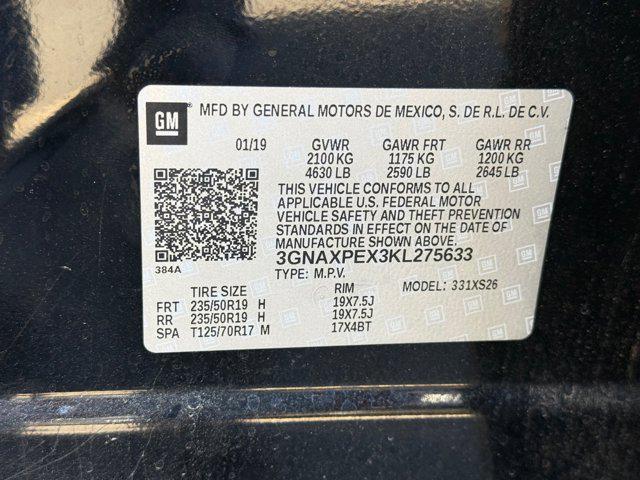 GM MFD BY GENERAL MOTORS DE MEXICO, S. DE R.L. DE C.V.
01/19 GVWR GAWR FRT GAWR RR
2100 KG 1175 KG 1200 KG
4630 LB 2590 LB 2645 LB
THIS VEHICLE CONFORMS TO ALL
APPLICABLE U.S. FEDERAL MOTOR
VEHICLE SAFETY AND THEFT PREVENTION
STANDARDS IN EFFECT ON THE DATE OF
MANUFACTURE SHOWN ABOVE.
384A 3GNAXPEX3KL275633
TYPE: M.P.V. MODEL: 331XS26
TIRE SIZE RIM
FRT 235/50R19 H 19X7.5J
RR 235/50R19 H 19X7.5J
SPA T125/70R17 M 17X4BT